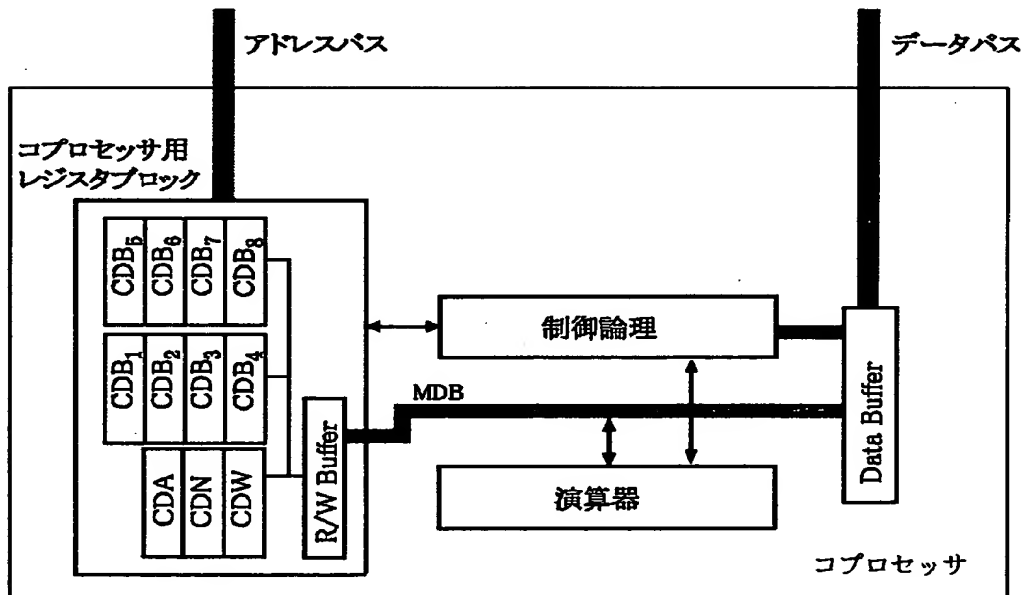 アドレスバス
データバス
コプロセッサ用
レジスタブロック
CDB5
CDB6
CDB7
CDB8
CDB1
CDB2
CDB3
CDB4
CDA
CDN
CDW
R/W Buffer
制御論理
MDB
演算器
Data Buffer
コプロセッサ